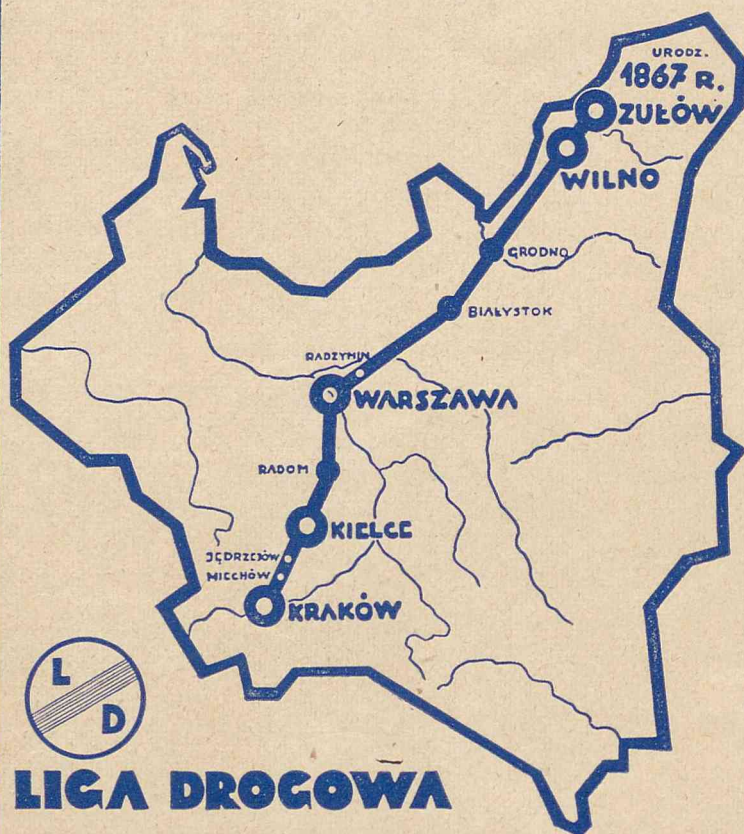 URODZ.
1867 R.
ZUŁÓW
WILNO
GRODNO
BIAŁYSTOK
RADZYMIN
WARSZAWA
RADOM
KIELCE
JĘDRZEJÓW
MIECHÓW
KRAKÓW
L
D
LIGA DROGOWA